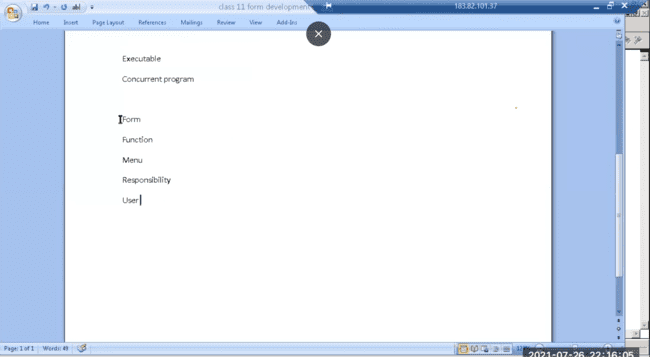 class 11 form development
183.82.101.37
Home Insert Page Layout References Mailings Review View Add-Ins
Executable
Concurrent program
Form
Function
Menu
Responsibility
User
Page: 1 of 1 Words: 49
2021-07-26 22:16:05